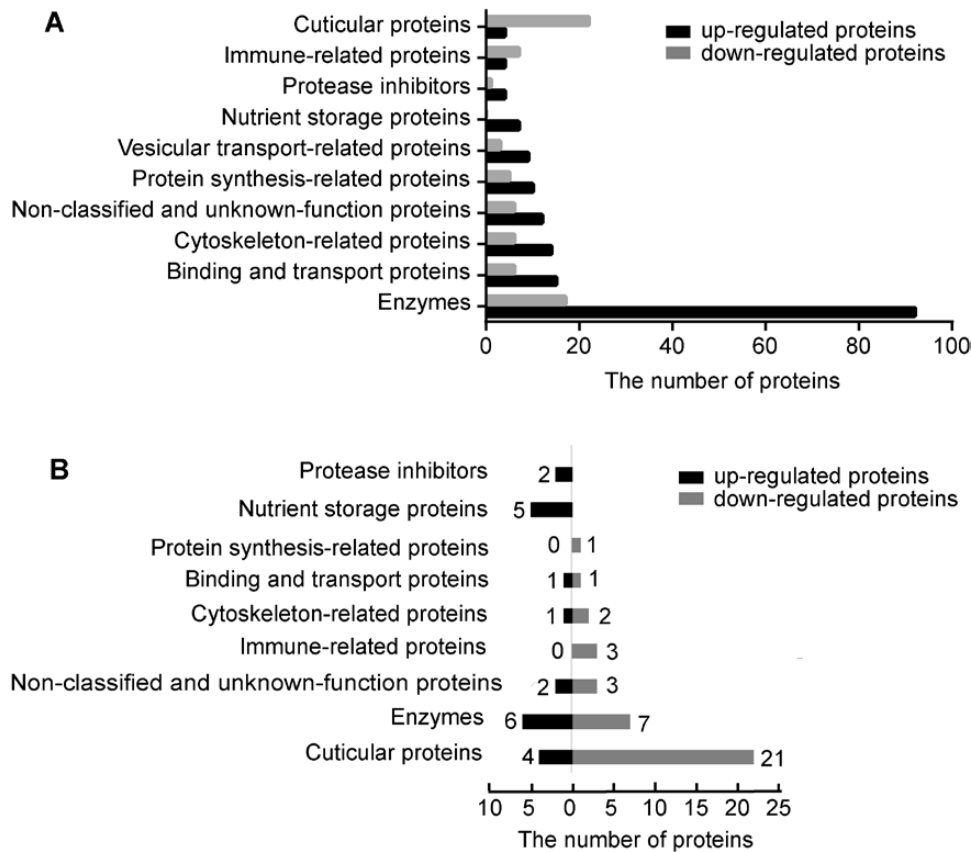 A
Cuticular proteins
Immune-related proteins
Protease inhibitors
Nutrient storage proteins
Vesicular transport-related proteins
Protein synthesis-related proteins
Non-classified and unknown-function proteins
Cytoskeleton-related proteins
Binding and transport proteins
Enzymes
up-regulated proteins
down-regulated proteins
0 20 40 60 80 100
The number of proteins
B
up-regulated proteins
down-regulated proteins
Protease inhibitors 2
Nutrient storage proteins 5
Protein synthesis-related proteins 0 1
Binding and transport proteins 1 1
Cytoskeleton-related proteins 1 2
Immune-related proteins 0 3
Non-classified and unknown-function proteins 2 3
Enzymes 6 7
Cuticular proteins 4 21
10 5 0 5 10 15 20 25
The number of proteins